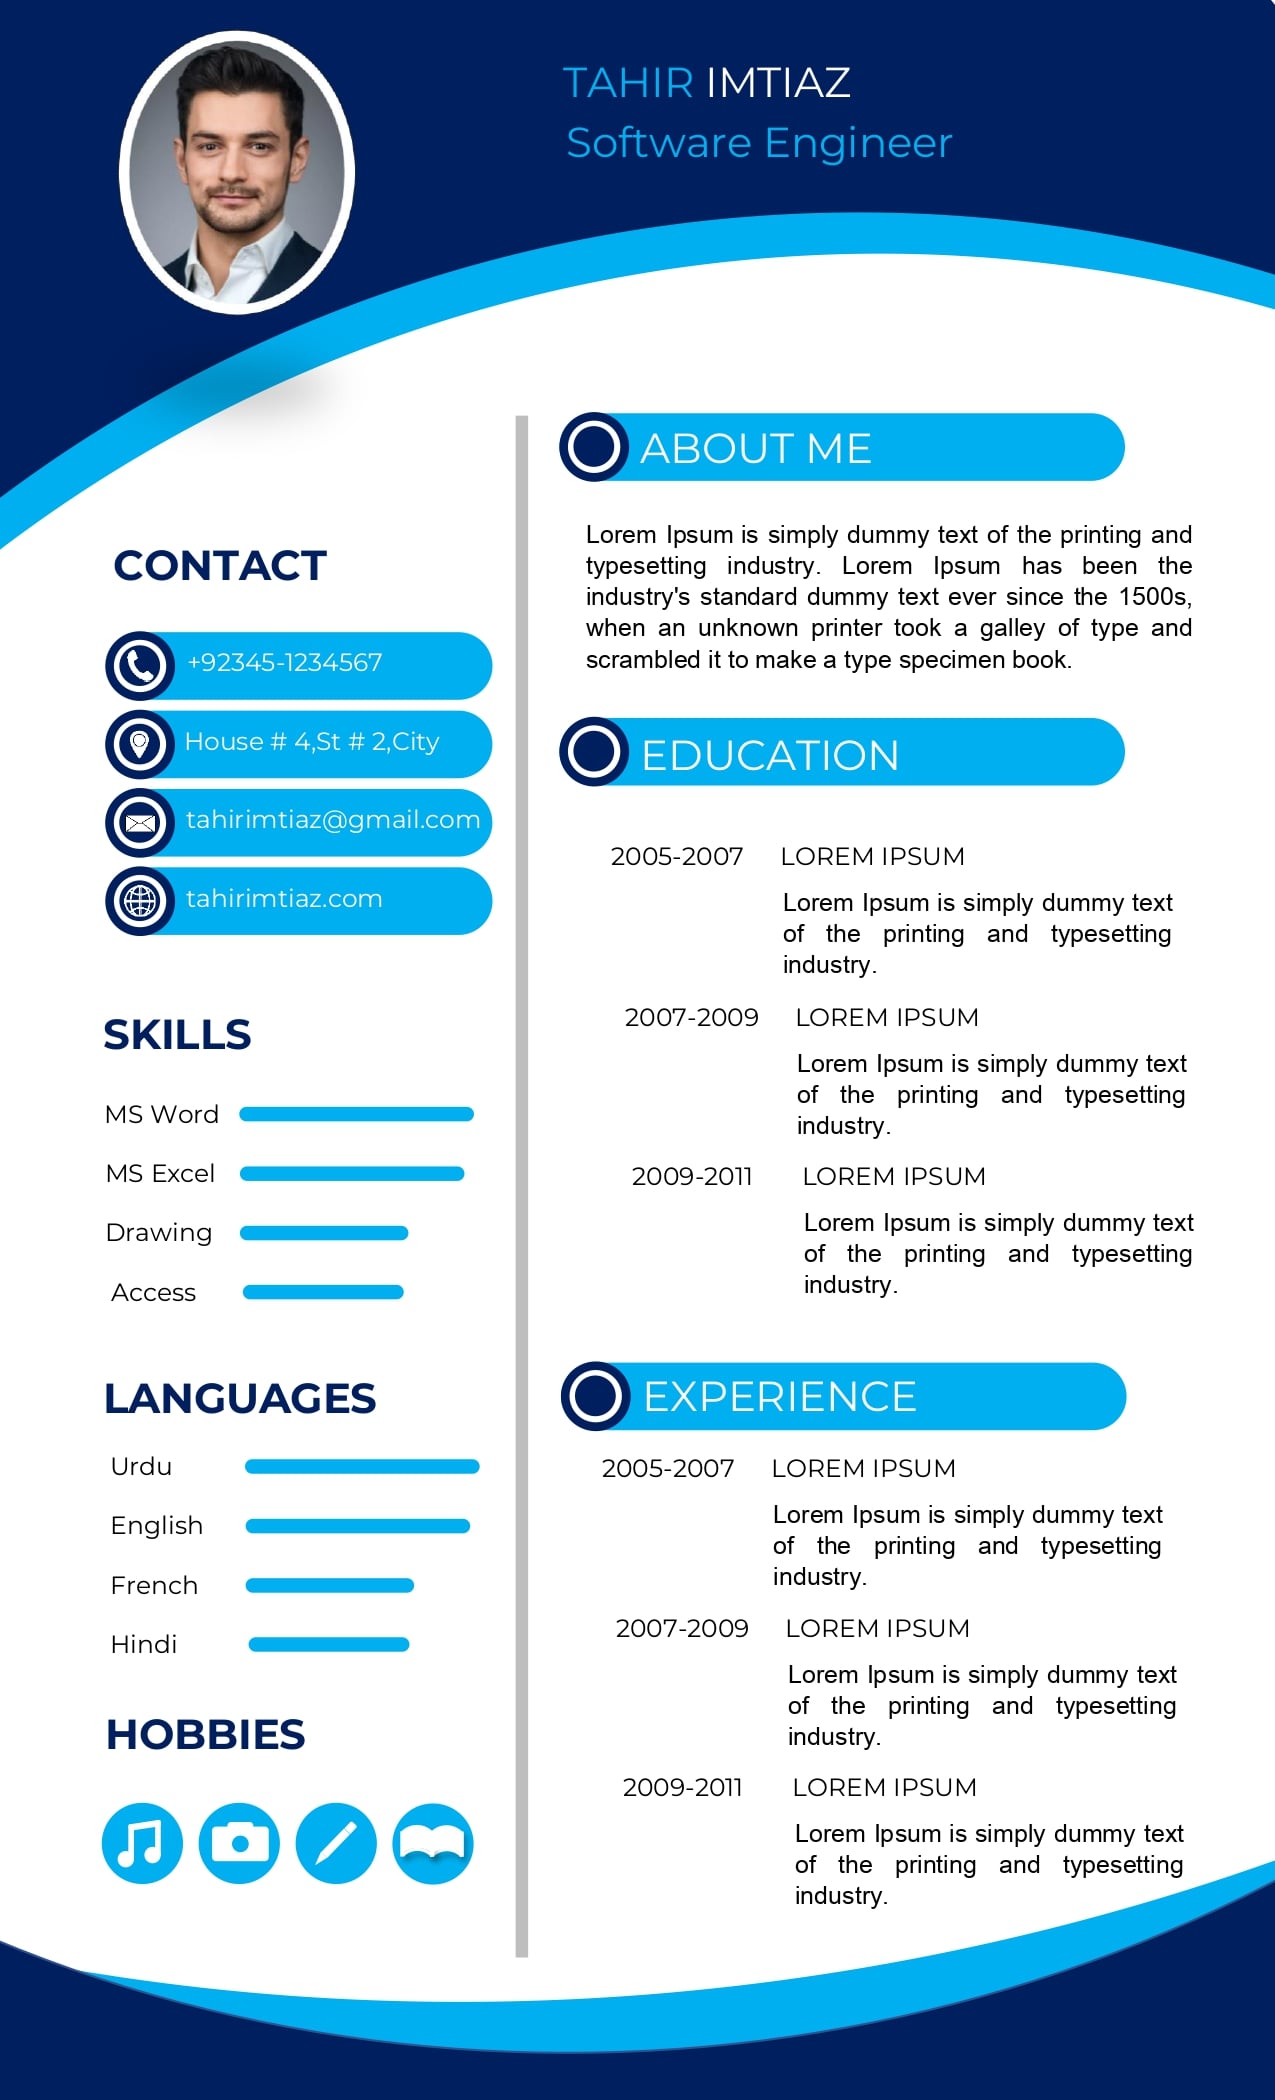 TAHIR IMTIAZ
Software Engineer
CONTACT
+92345-1234567
House # 4,St # 2,City
tahirimtiaz@gmail.com
tahirimtiaz.com
SKILLS
MS Word
MS Excel
Drawing
Access
LANGUAGES
Urdu
English
French
Hindi
HOBBIES
ABOUT ME
Lorem Ipsum is simply dummy text of the printing and
typesetting industry. Lorem Ipsum has been the
industry's standard dummy text ever since the 1500s,
when an unknown printer took a galley of type and
scrambled it to make a type specimen book.
EDUCATION
2005-2007 LOREM IPSUM
Lorem Ipsum is simply dummy text
of the printing and typesetting
industry.
2007-2009 LOREM IPSUM
Lorem Ipsum is simply dummy text
of the printing and typesetting
industry.
2009-2011 LOREM IPSUM
Lorem Ipsum is simply dummy text
of the printing and typesetting
industry.
EXPERIENCE
2005-2007 LOREM IPSUM
Lorem Ipsum is simply dummy text
of the printing and typesetting
industry.
2007-2009 LOREM IPSUM
Lorem Ipsum is simply dummy text
of the printing and typesetting
industry.
2009-2011 LOREM IPSUM
Lorem Ipsum is simply dummy text
of the printing and typesetting
industry.